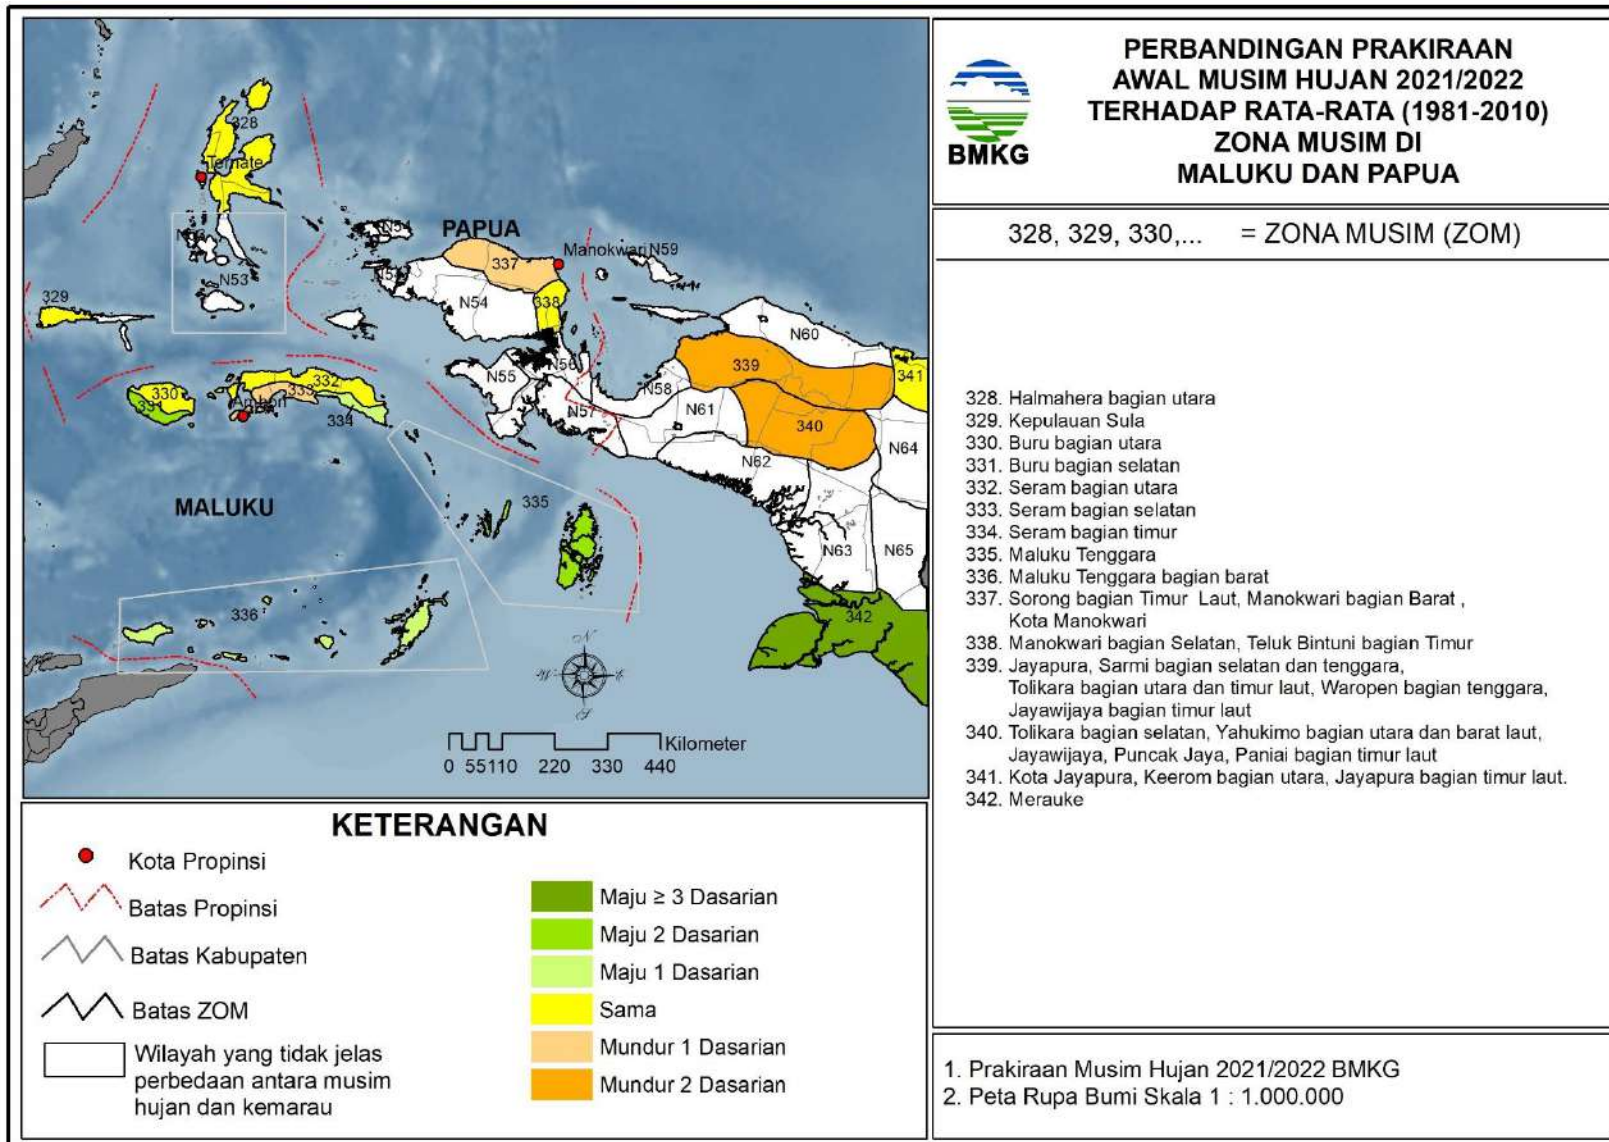 328
Ternate
N53
329
330
331
332
333
334
Ambon
MALUKU
335
336
PAPUA
N54
337
Manokwari
N59
N54
338
N55
N56
N57
N58
339
N60
341
N61
340
N62
N64
N63
N65
342
N
W
E
S
Kilometer
0 55110 220 330 440
BMKG
PERBANDINGAN PRAKIRAAN
AWAL MUSIM HUJAN 2021/2022
TERHADAP RATA-RATA (1981-2010)
ZONA MUSIM DI
MALUKU DAN PAPUA
328, 329, 330,... = ZONA MUSIM (ZOM)
328. Halmahera bagian utara
329. Kepulauan Sula
330. Buru bagian utara
331. Buru bagian selatan
332. Seram bagian utara
333. Seram bagian selatan
334. Seram bagian timur
335. Maluku Tenggara
336. Maluku Tenggara bagian barat
337. Sorong bagian Timur Laut, Manokwari bagian Barat ,
Kota Manokwari
338. Manokwari bagian Selatan, Teluk Bintuni bagian Timur
339. Jayapura, Sarmi bagian selatan dan tenggara,
Tolikara bagian utara dan timur laut, Waropen bagian tenggara,
Jayawijaya bagian timur laut
340. Tolikara bagian selatan, Yahukimo bagian utara dan barat laut,
Jayawijaya, Puncak Jaya, Paniai bagian timur laut
341. Kota Jayapura, Keerom bagian utara, Jayapura bagian timur laut.
342. Merauke
KETERANGAN
Kota Propinsi
Batas Propinsi
Batas Kabupaten
Batas ZOM
Wilayah yang tidak jelas
perbedaan antara musim
hujan dan kemarau
Maju ≥ 3 Dasarian
Maju 2 Dasarian
Maju 1 Dasarian
Sama
Mundur 1 Dasarian
Mundur 2 Dasarian
1. Prakiraan Musim Hujan 2021/2022 BMKG
2. Peta Rupa Bumi Skala 1 : 1.000.000